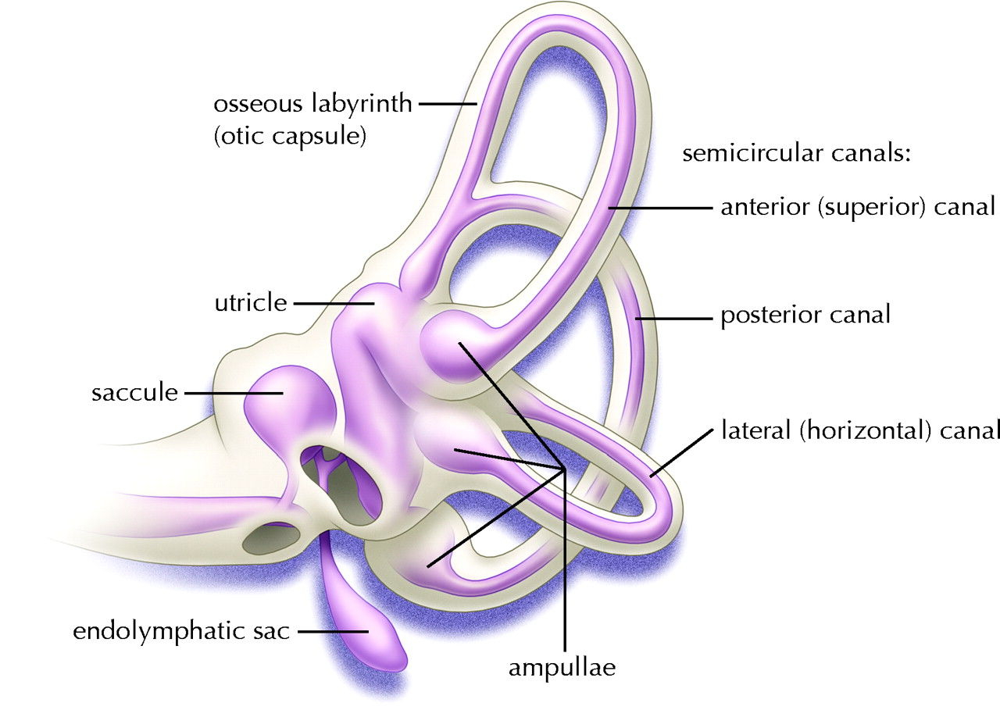 osseous labyrinth
(otic capsule)
semicircular canals:
anterior (superior) canal
utricle
posterior canal
saccule
lateral (horizontal) canal
endolymphatic sac
ampullae